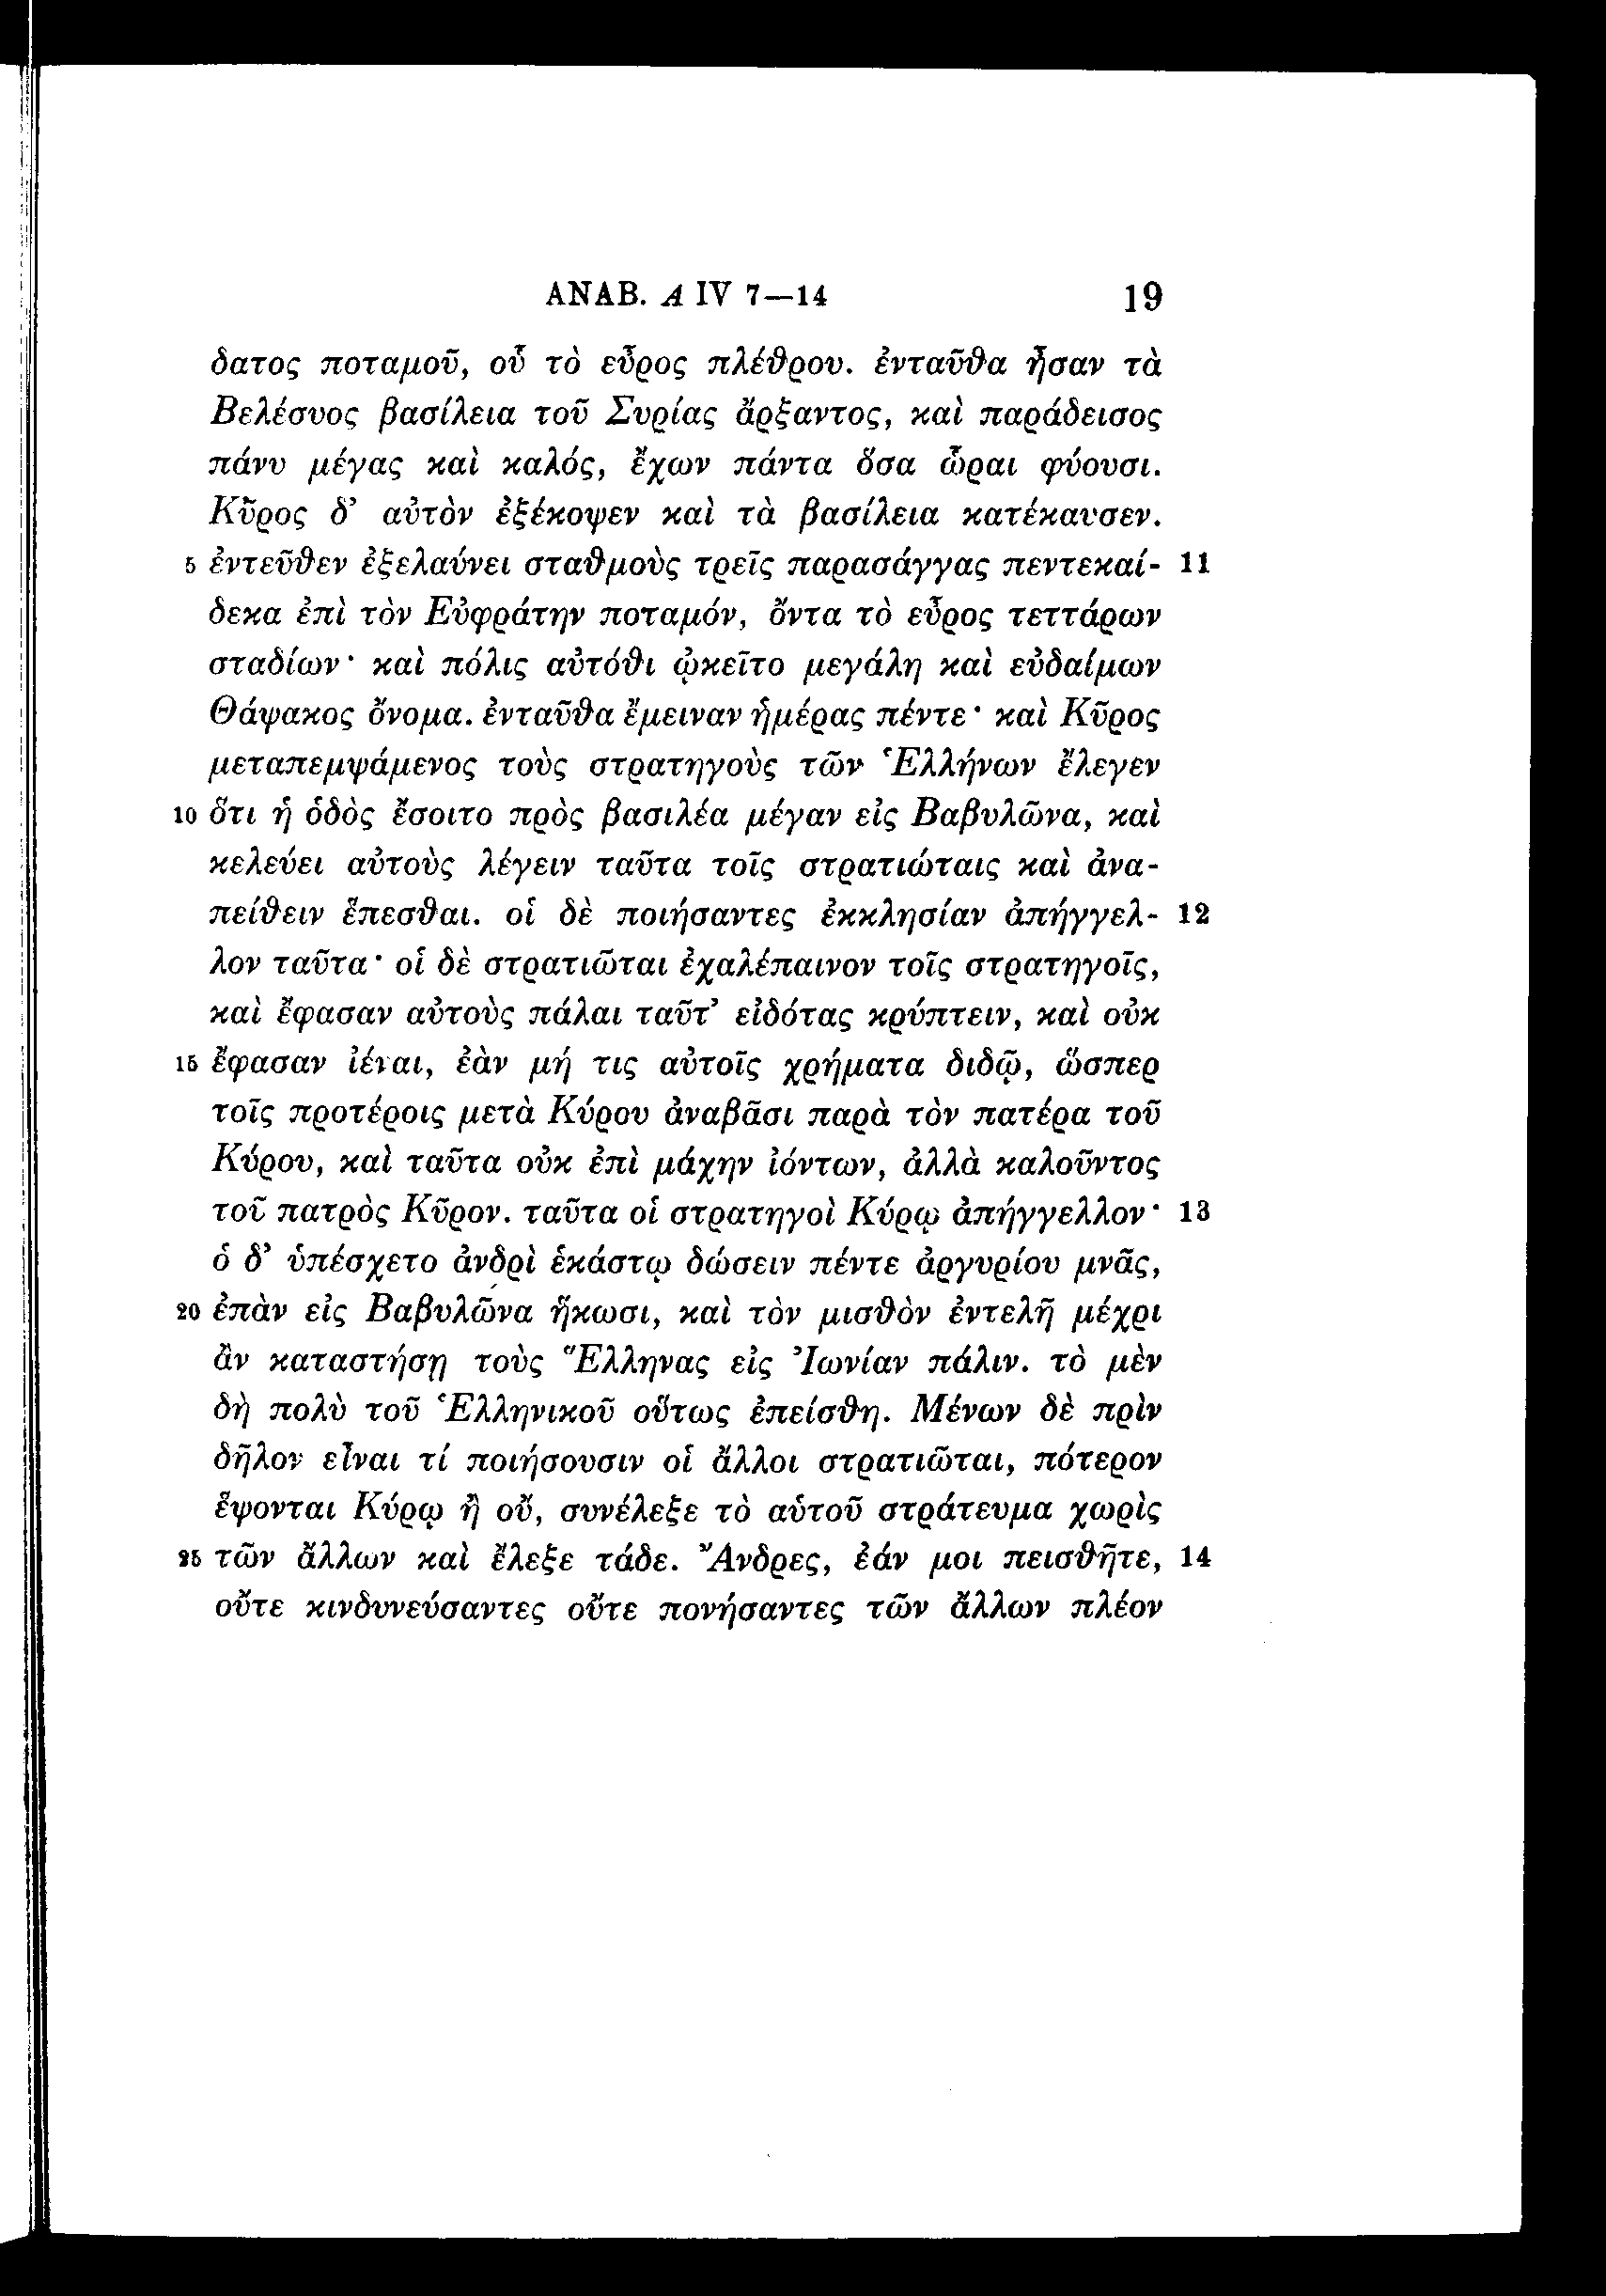 ANAB. A IV 7—14 19
δατος ποταμοῦ, οὗ τὸ εὖρος πλέθρου. ἐνταῦθα ἦσαν τὰ
Βελέσυος βασίλεια τοῦ Συρίας ἄρξαντος, καὶ παράδεισος
πάνυ μέγας καὶ καλός, ἔχων πάντα ὅσα ὧραι φύουσι.
Κῦρος δ’ αὐτὸν ἐξέκοψεν καὶ τὰ βασίλεια κατέκαυσεν.
5 ἐντεῦθεν ἐξελαύνει σταθμοὺς τρεῖς παρασάγγας πεντεκαί- 11
δεκα ἐπὶ τὸν Εὐφράτην ποταμόν, ὄντα τὸ εὖρος τεττάρων
σταδίων· καὶ πόλις αὐτόθι ᾠκεῖτο μεγάλη καὶ εὐδαίμων
Θάψακος ὄνομα. ἐνταῦθα ἔμειναν ἡμέρας πέντε· καὶ Κῦρος
μεταπεμψάμενος τοὺς στρατηγοὺς τῶν Ἑλλήνων ἔλεγεν
10 ὅτι ἡ ὁδὸς ἔσοιτο πρὸς βασιλέα μέγαν εἰς Βαβυλῶνα, καὶ
κελεύει αὐτοὺς λέγειν ταῦτα τοῖς στρατιώταις καὶ ἀνα-
πείθειν ἕπεσθαι. οἱ δὲ ποιήσαντες ἐκκλησίαν ἀπήγγελ- 12
λον ταῦτα· οἱ δὲ στρατιῶται ἐχαλέπαινον τοῖς στρατηγοῖς,
καὶ ἔφασαν αὐτοὺς πάλαι ταῦτ’ εἰδότας κρύπτειν, καὶ οὐκ
15 ἔφασαν ἰέναι, ἐὰν μή τις αὐτοῖς χρήματα διδῷ, ὥσπερ
τοῖς προτέροις μετὰ Κύρου ἀναβᾶσι παρὰ τὸν πατέρα τοῦ
Κύρου, καὶ ταῦτα οὐκ ἐπὶ μάχην ἰόντων, ἀλλὰ καλοῦντος
τοῦ πατρὸς Κῦρον. ταῦτα οἱ στρατηγοὶ Κύρῳ ἀπήγγελλον· 13
ὁ δ’ ὑπέσχετο ἀνδρὶ ἑκάστῳ δώσειν πέντε ἀργυρίου μνᾶς,
20 ἐπὰν εἰς Βαβυλῶνα ἥκωσι, καὶ τὸν μισθὸν ἐντελῆ μέχρι
ἂν καταστήσῃ τοὺς Ἕλληνας εἰς Ἰωνίαν πάλιν. τὸ μὲν
δὴ πολὺ τοῦ Ἑλληνικοῦ οὕτως ἐπείσθη. Μένων δὲ πρὶν
δῆλον εἶναι τί ποιήσουσιν οἱ ἄλλοι στρατιῶται, πότερον
ἕψονται Κύρῳ ἢ οὔ, συνέλεξε τὸ αὑτοῦ στράτευμα χωρὶς
25 τῶν ἄλλων καὶ ἔλεξε τάδε. Ἄνδρες, ἐάν μοι πεισθῆτε, 14
οὔτε κινδυνεύσαντες οὔτε πονήσαντες τῶν ἄλλων πλέον